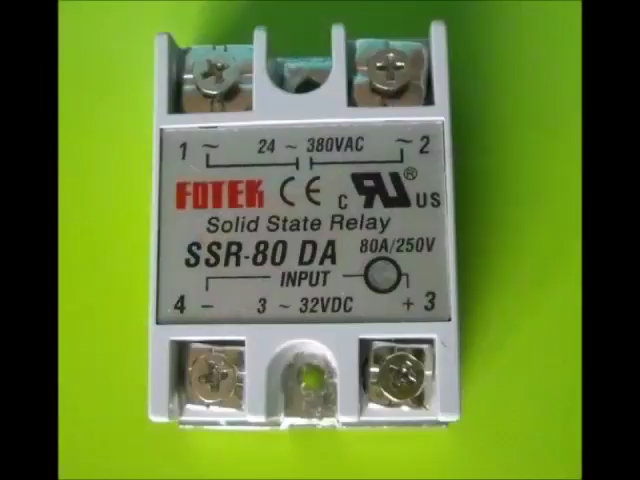 1 ~ 24 ~ 380VAC ~ 2
FOTEK CE c RU® US
Solid State Relay
SSR-80 DA 80A/250V
INPUT
4 − 3 ~ 32VDC + 3